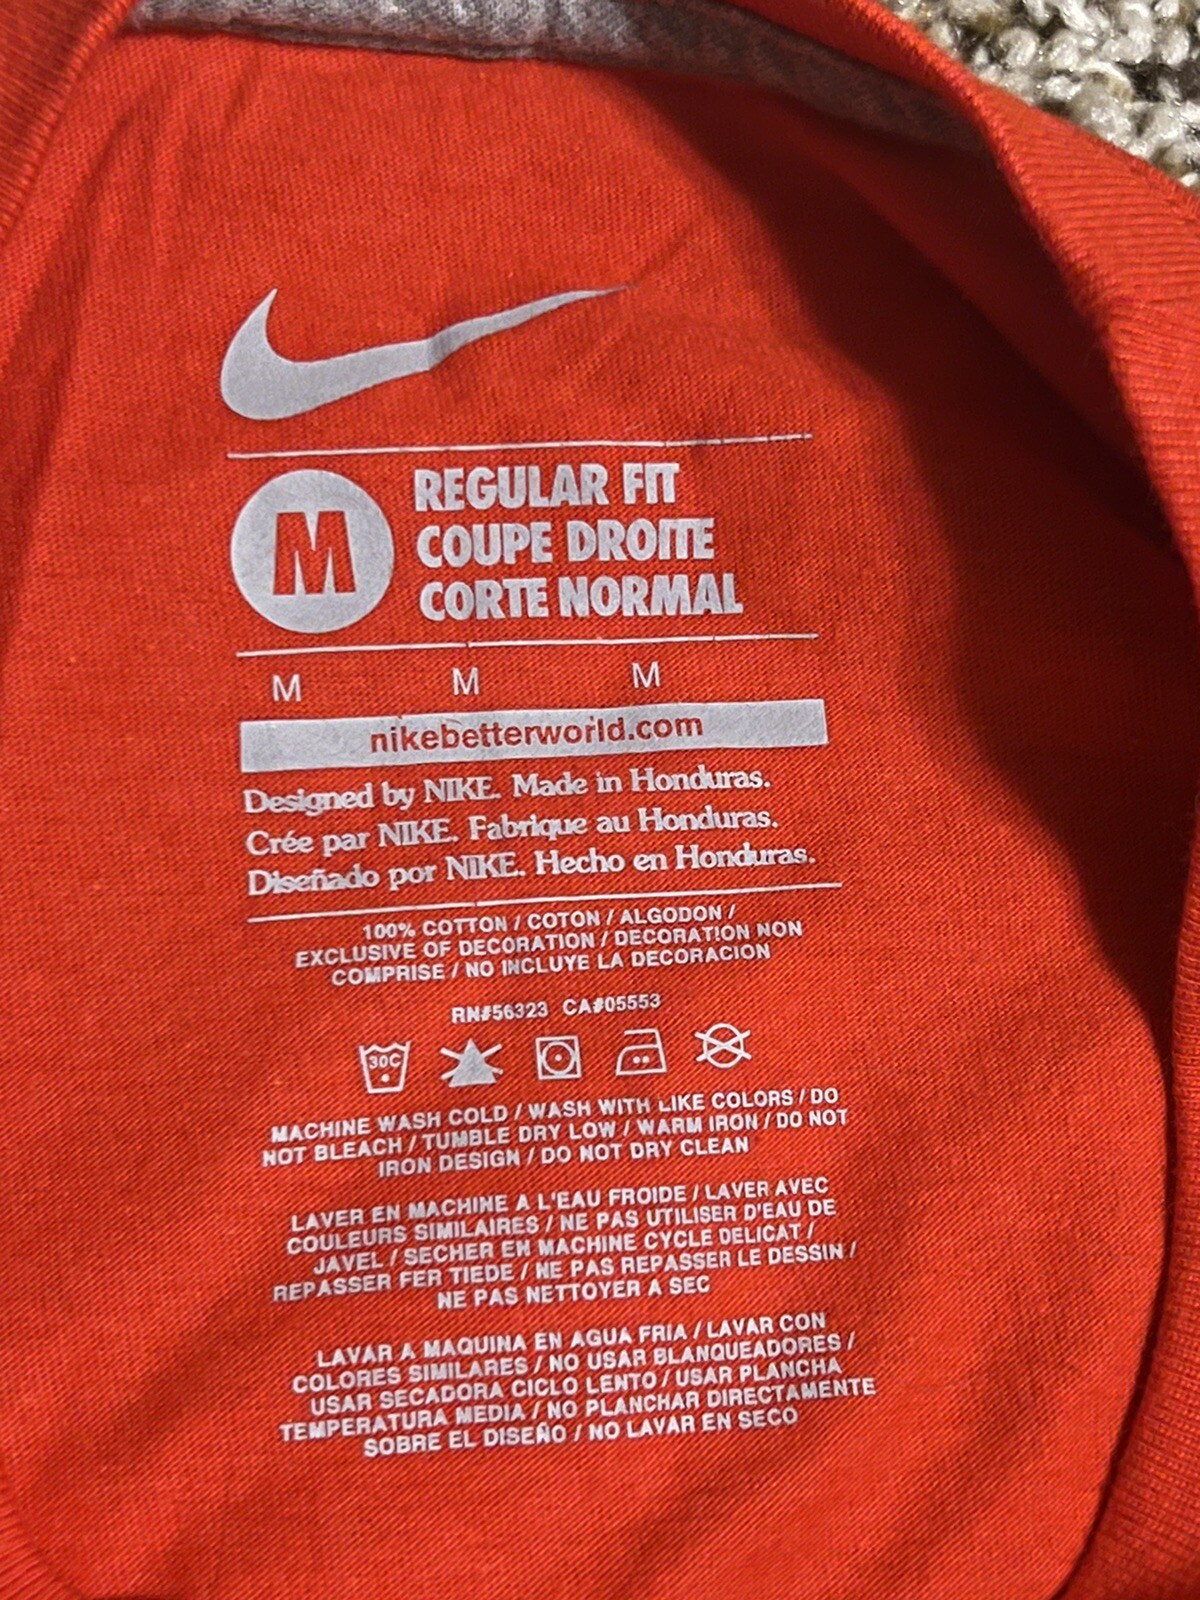 M
REGULAR FIT
COUPE DROITE
CORTE NORMAL
M M M
nikebetterworld.com
Designed by NIKE. Made in Honduras.
Crée par NIKE. Fabrique au Honduras.
Diseñado por NIKE. Hecho en Honduras.
100% COTTON / COTON / ALGODON /
EXCLUSIVE OF DECORATION / DECORATION NON
COMPRISE / NO INCLUYE LA DECORACION
RN#56323 CA#05553
30C
MACHINE WASH COLD / WASH WITH LIKE COLORS / DO
NOT BLEACH / TUMBLE DRY LOW / WARM IRON / DO NOT
IRON DESIGN / DO NOT DRY CLEAN
LAVER EN MACHINE A L'EAU FROIDE / LAVER AVEC
COULEURS SIMILAIRES / NE PAS UTILISER D'EAU DE
JAVEL / SECHER EN MACHINE CYCLE DELICAT /
REPASSER FER TIEDE / NE PAS REPASSER LE DESSIN /
NE PAS NETTOYER A SEC
LAVAR A MAQUINA EN AGUA FRIA / LAVAR CON
COLORES SIMILARES / NO USAR BLANQUEADORES /
USAR SECADORA CICLO LENTO / USAR PLANCHA
TEMPERATURA MEDIA / NO PLANCHAR DIRECTAMENTE
SOBRE EL DISEÑO / NO LAVAR EN SECO